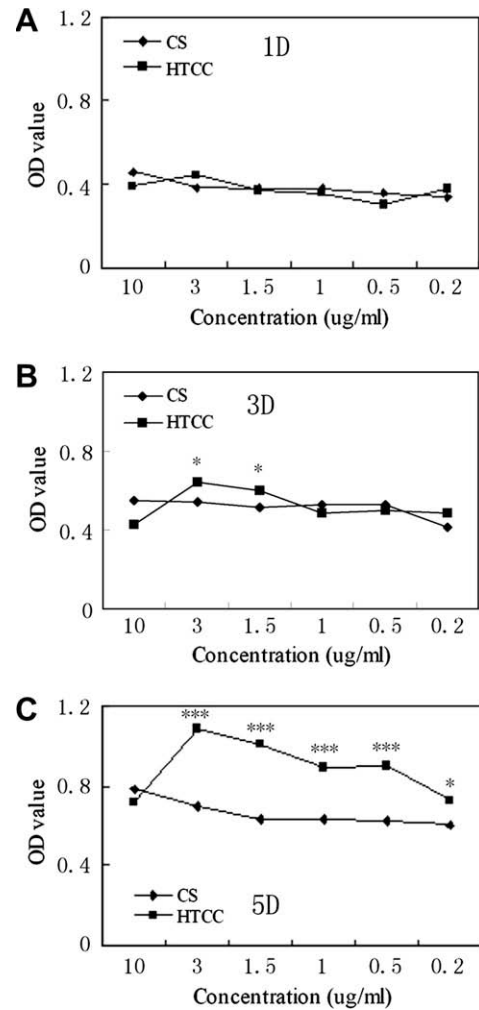 A
1.2
CS
HTCC
1D
0.8
0.4
0
OD value
10 3 1.5 1 0.5 0.2
Concentration (ug/ml)
B
1.2
CS
HTCC
3D
0.8
* *
0.4
0
OD value
10 3 1.5 1 0.5 0.2
Concentration (ug/ml)
C
1.2
*** *** *** *** *
0.8
0.4
CS
HTCC
5D
0
OD value
10 3 1.5 1 0.5 0.2
Concentration (ug/ml)